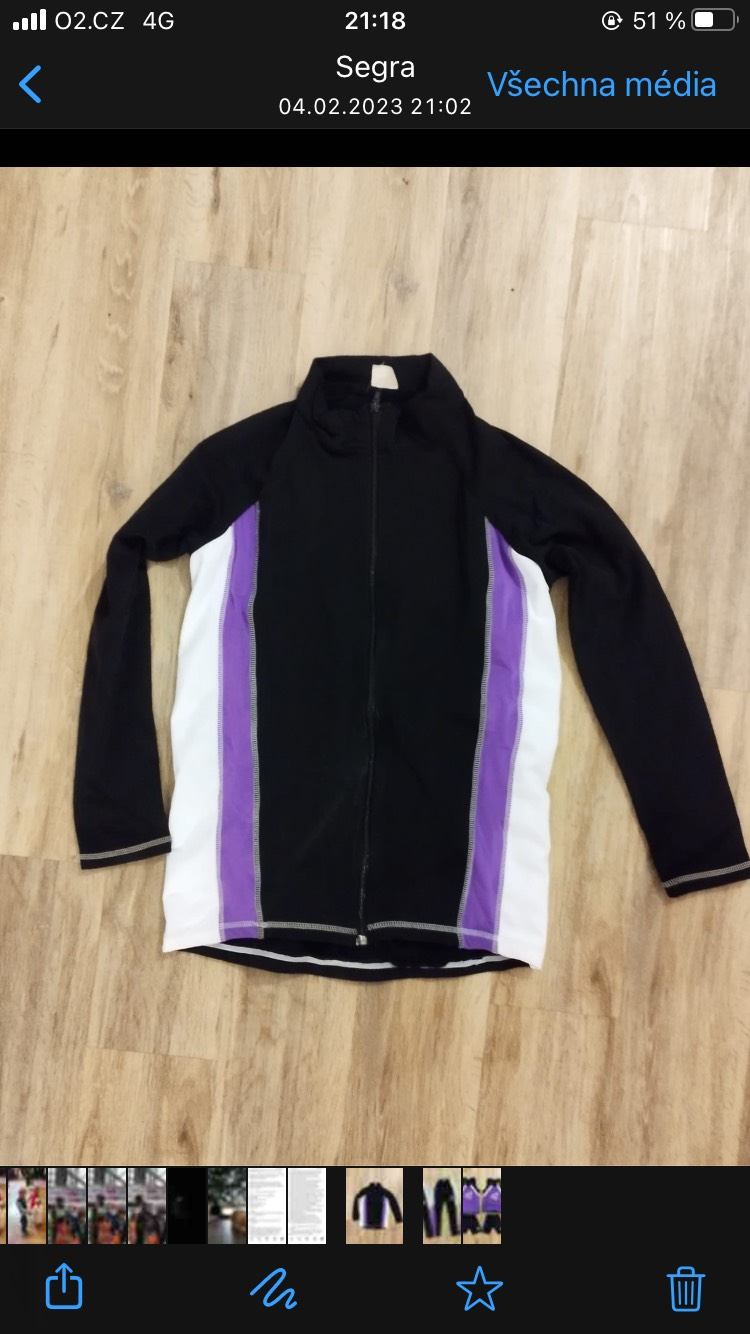 O2.CZ 4G 21:18 51 %
Segra
04.02.2023 21:02
Všechna média